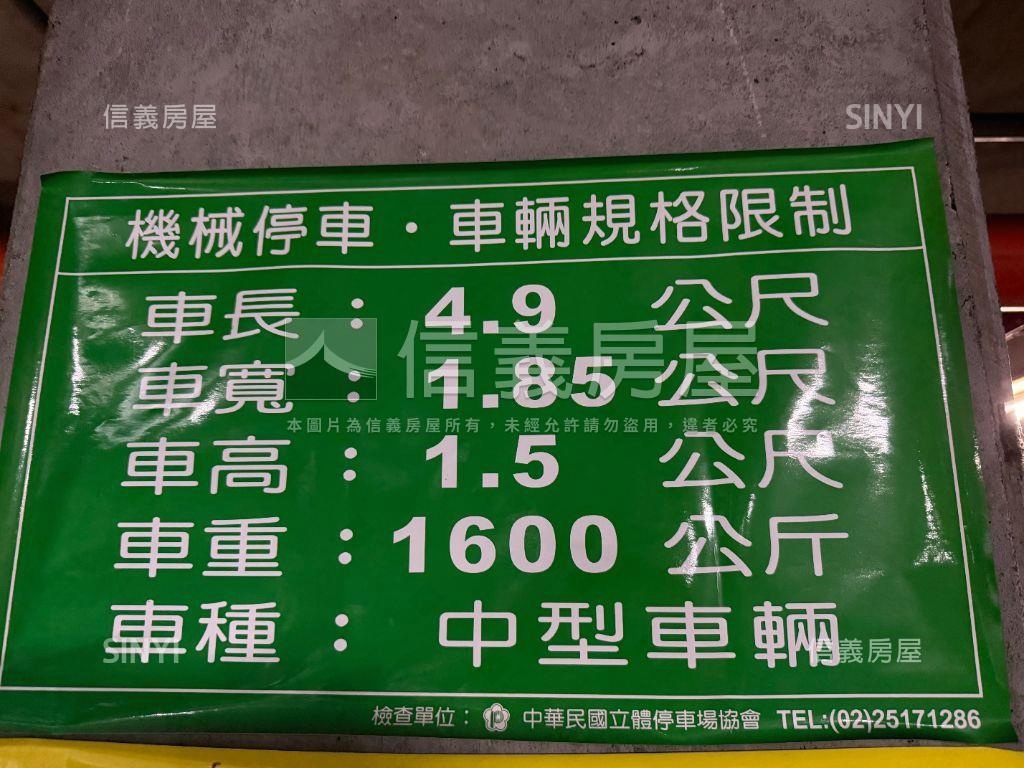 信義房屋 SINYI
機械停車・車輛規格限制
車長：4.9 公尺
車寬：1.85 公尺
信義房屋
本圖片為信義房屋所有，未經允許請勿盜用，違者必究
車高：1.5 公尺
車重：1600 公斤
車種：中型車輛
SINYI 信義房屋
檢查單位： 中華民國立體停車場協會 TEL:(02)25171286